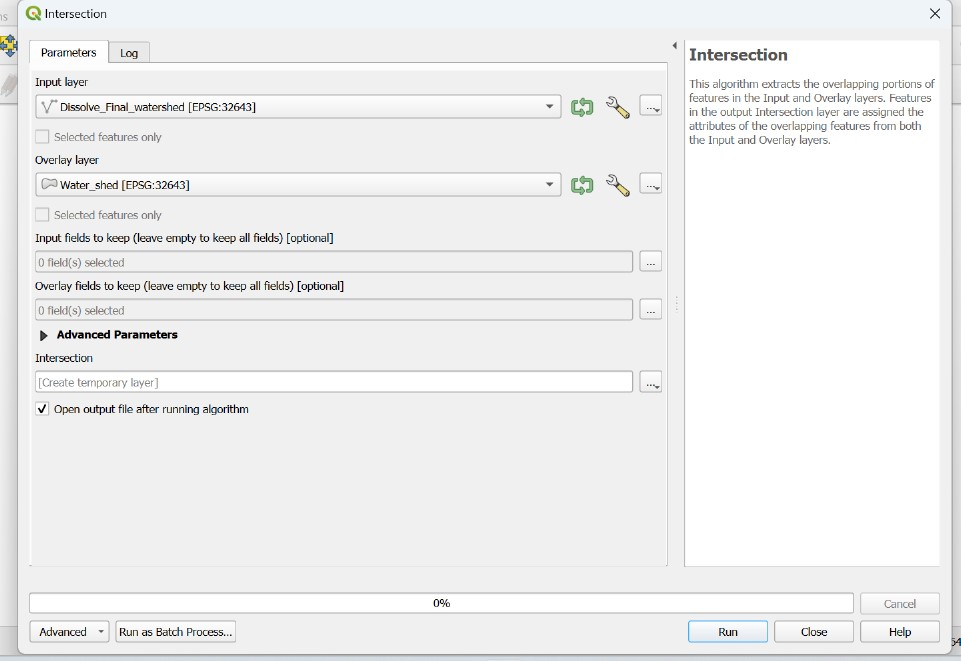 Intersection
Parameters
Log
Input layer
Dissolve_Final_watershed [EPSG:32643]
...
Selected features only
Overlay layer
Water_shed [EPSG:32643]
...
Selected features only
Input fields to keep (leave empty to keep all fields) [optional]
0 field(s) selected
...
Overlay fields to keep (leave empty to keep all fields) [optional]
0 field(s) selected
...
Advanced Parameters
Intersection
[Create temporary layer]
...
Open output file after running algorithm
Intersection
This algorithm extracts the overlapping portions of
features in the Input and Overlay layers. Features
in the output Intersection layer are assigned the
attributes of the overlapping features from both
the Input and Overlay layers.
0%
Cancel
Advanced
Run as Batch Process...
Run
Close
Help